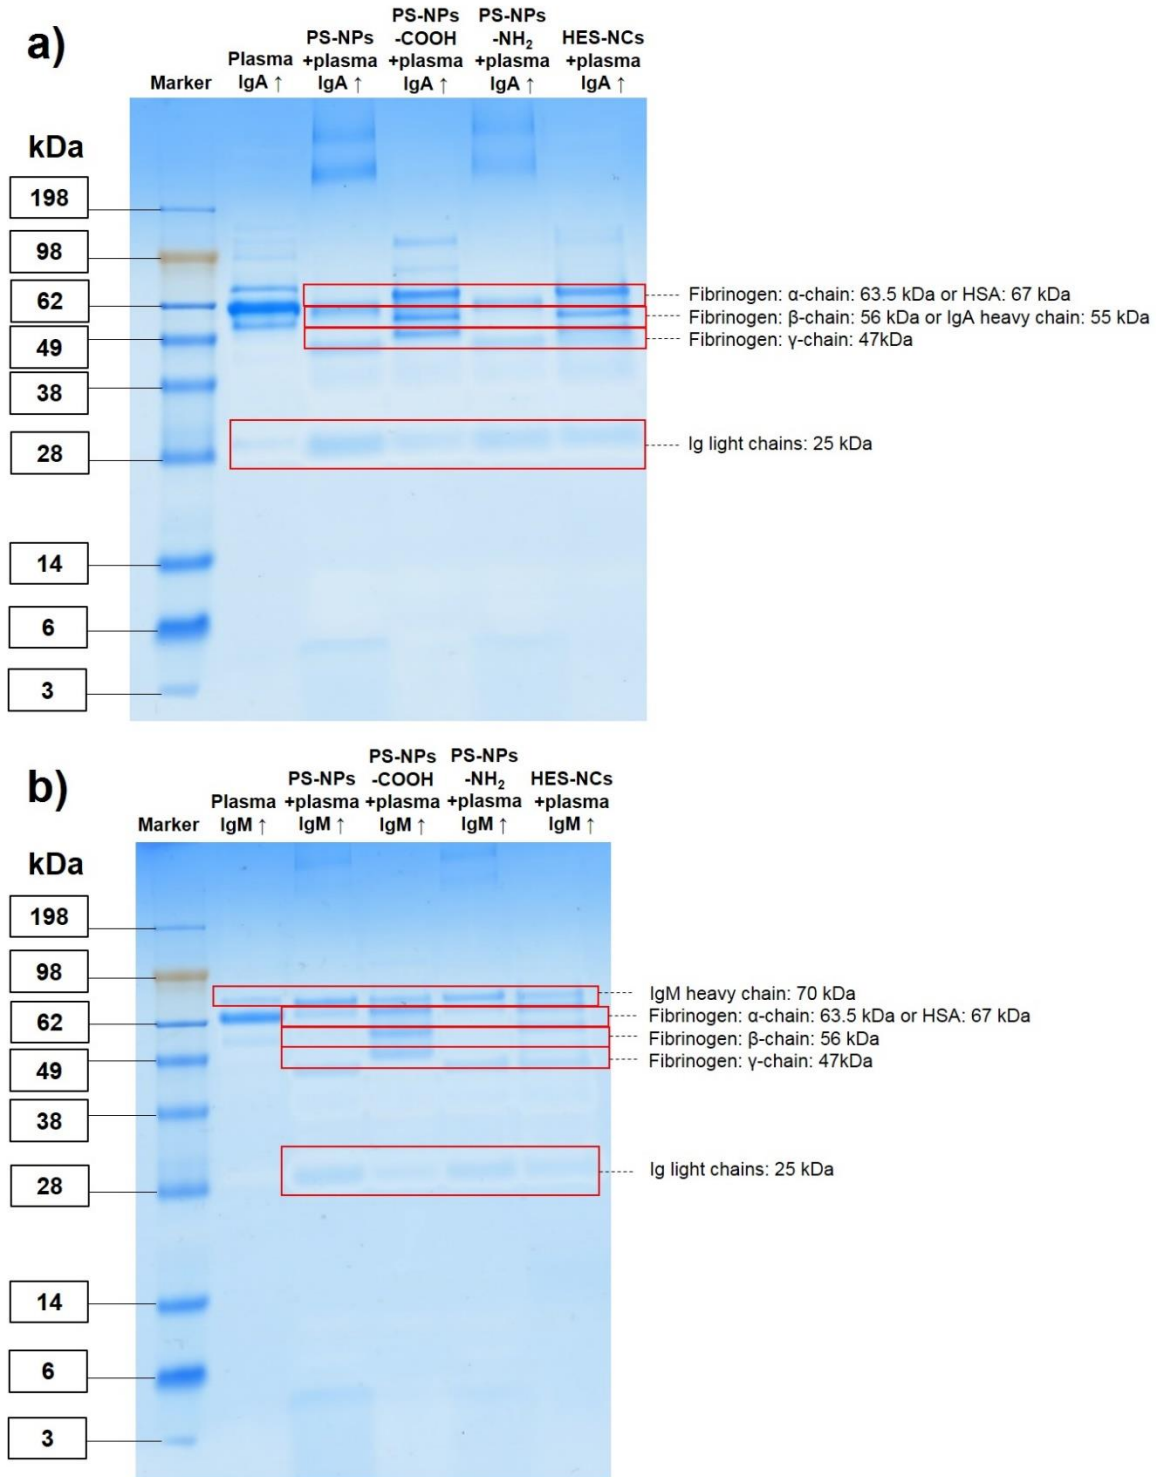 a)
PS-NPs
PS-NPs -COOH PS-NPs -NH₂ HES-NCs
Plasma +plasma +plasma +plasma +plasma
Marker IgA ↑ IgA ↑ IgA ↑ IgA ↑ IgA ↑
kDa
198
98
62
49
38
28
14
6
3
Fibrinogen: α-chain: 63.5 kDa or HSA: 67 kDa
Fibrinogen: β-chain: 56 kDa or IgA heavy chain: 55 kDa
Fibrinogen: γ-chain: 47kDa
Ig light chains: 25 kDa
b)
PS-NPs PS-NPs
PS-NPs -COOH -NH₂ HES-NCs
Plasma +plasma +plasma +plasma +plasma
Marker IgM ↑ IgM ↑ IgM ↑ IgM ↑ IgM ↑
kDa
198
98
62
49
38
28
14
6
3
IgM heavy chain: 70 kDa
Fibrinogen: α-chain: 63.5 kDa or HSA: 67 kDa
Fibrinogen: β-chain: 56 kDa
Fibrinogen: γ-chain: 47kDa
Ig light chains: 25 kDa